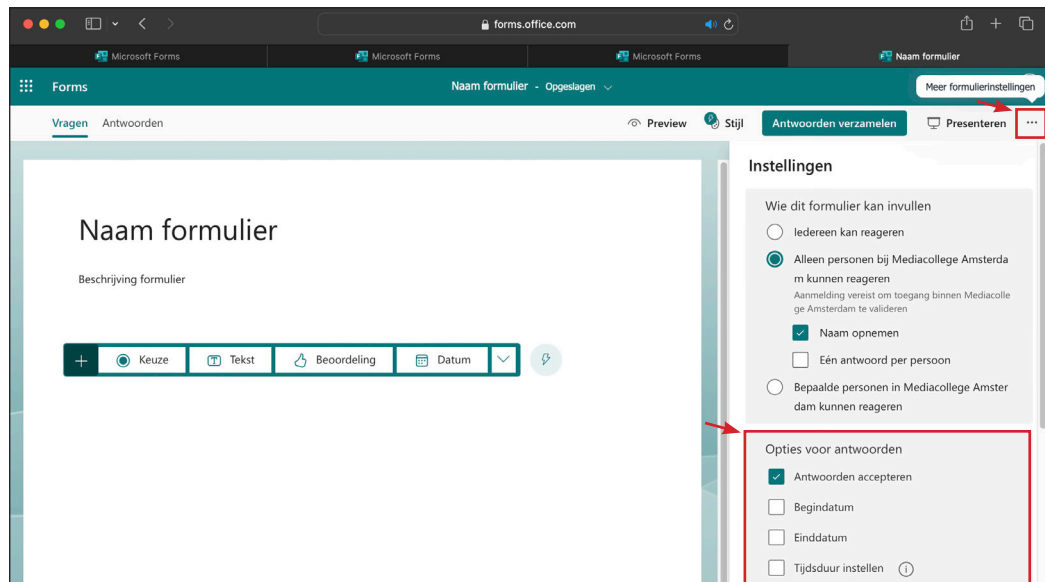 forms.office.com
Microsoft Forms
Microsoft Forms
Microsoft Forms
Naam formulier
Forms
Naam formulier - Opgeslagen
Meer formulierinstellingen
Vragen
Antwoorden
Preview
Stijl
Antwoorden verzamelen
Presenteren
Naam formulier
Beschrijving formulier
Keuze
Tekst
Beoordeling
Datum
Instellingen
Wie dit formulier kan invullen
Iedereen kan reageren
Alleen personen bij Mediacollege Amsterda
m kunnen reageren
Aanmelding vereist om toegang binnen Mediacolle
ge Amsterdam te valideren
Naam opnemen
Eén antwoord per persoon
Bepaalde personen in Mediacollege Amster
dam kunnen reageren
Opties voor antwoorden
Antwoorden accepteren
Begindatum
Einddatum
Tijdsduur instellen